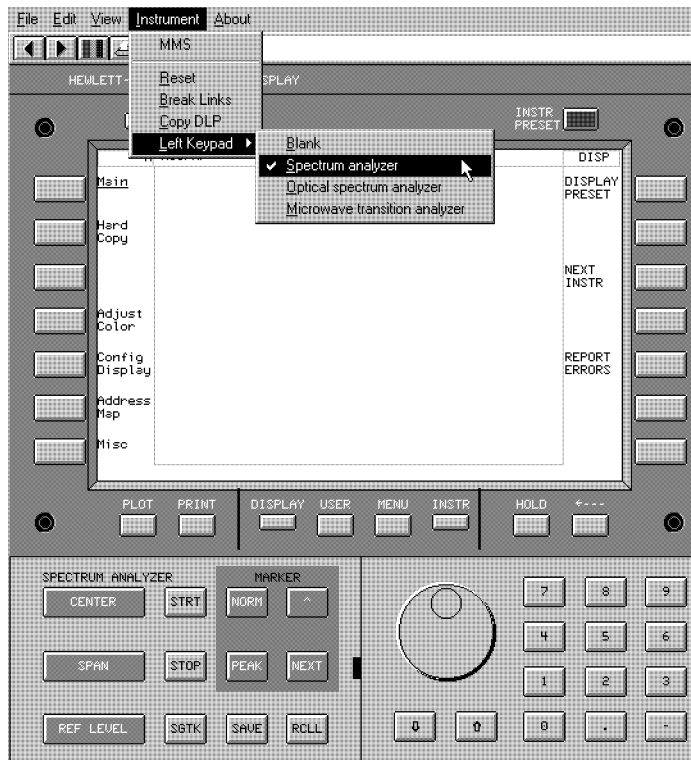 File Edit View Instrument About
MMS
Reset
Break Links
Copy DLP
Left Keypad
Blank
Spectrum analyzer
Optical spectrum analyzer
Microwave transition analyzer
HEWLETT-
SPLAY
INSTR
PRESET
DISP
Main
DISPLAY
PRESET
Hard
Copy
NEXT
INSTR
Adjust
Color
Config
Display
REPORT
ERRORS
Address
Map
Misc
PLOT PRINT DISPLAY USER MENU INSTR HOLD ←---
SPECTRUM ANALYZER MARKER
CENTER STRT NORM ^ 7 8 9
4 5 6
SPAN STOP PEAK NEXT 1 2 3
REF LEVEL SGTK SAVE RCLL ⇩ ⇧ 0 . -